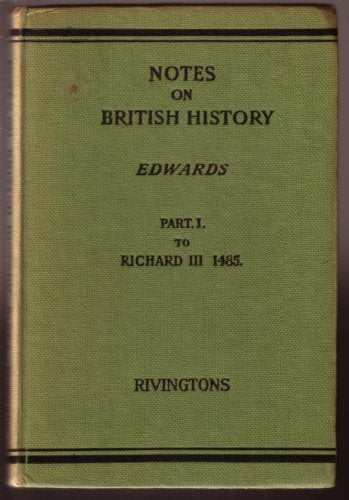 NOTES
ON
BRITISH HISTORY
EDWARDS
PART. I.
TO
RICHARD III 1485.
RIVINGTONS